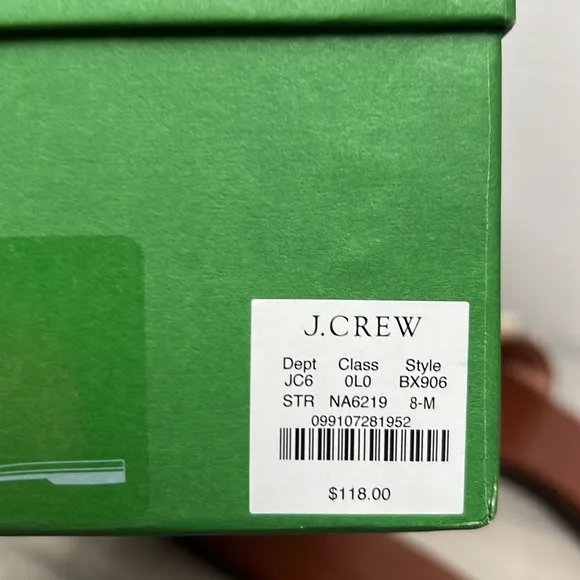 J.CREW
Dept Class Style
JC6 0L0 BX906
STR NA6219 8-M
099107281952
$118.00